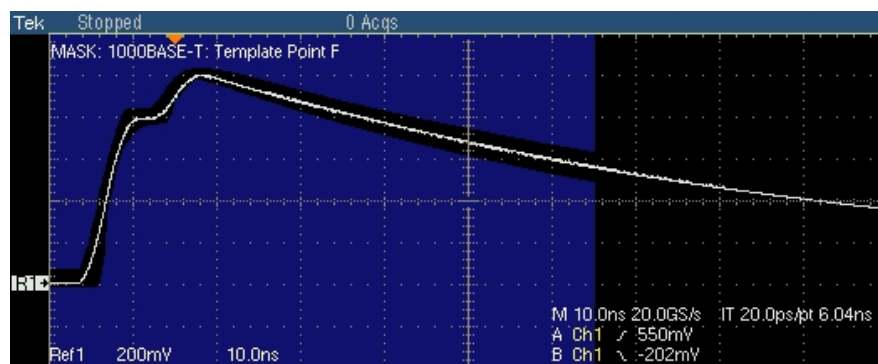 Tek Stopped 0 Acqs
MASK: 1000BASE-T: Template Point F
R1
M 10.0ns 20.0GS/s IT 20.0ps/pt 6.04ns
A Ch1 / 550mV
B Ch1 \ -202mV
Ref1 200mV 10.0ns